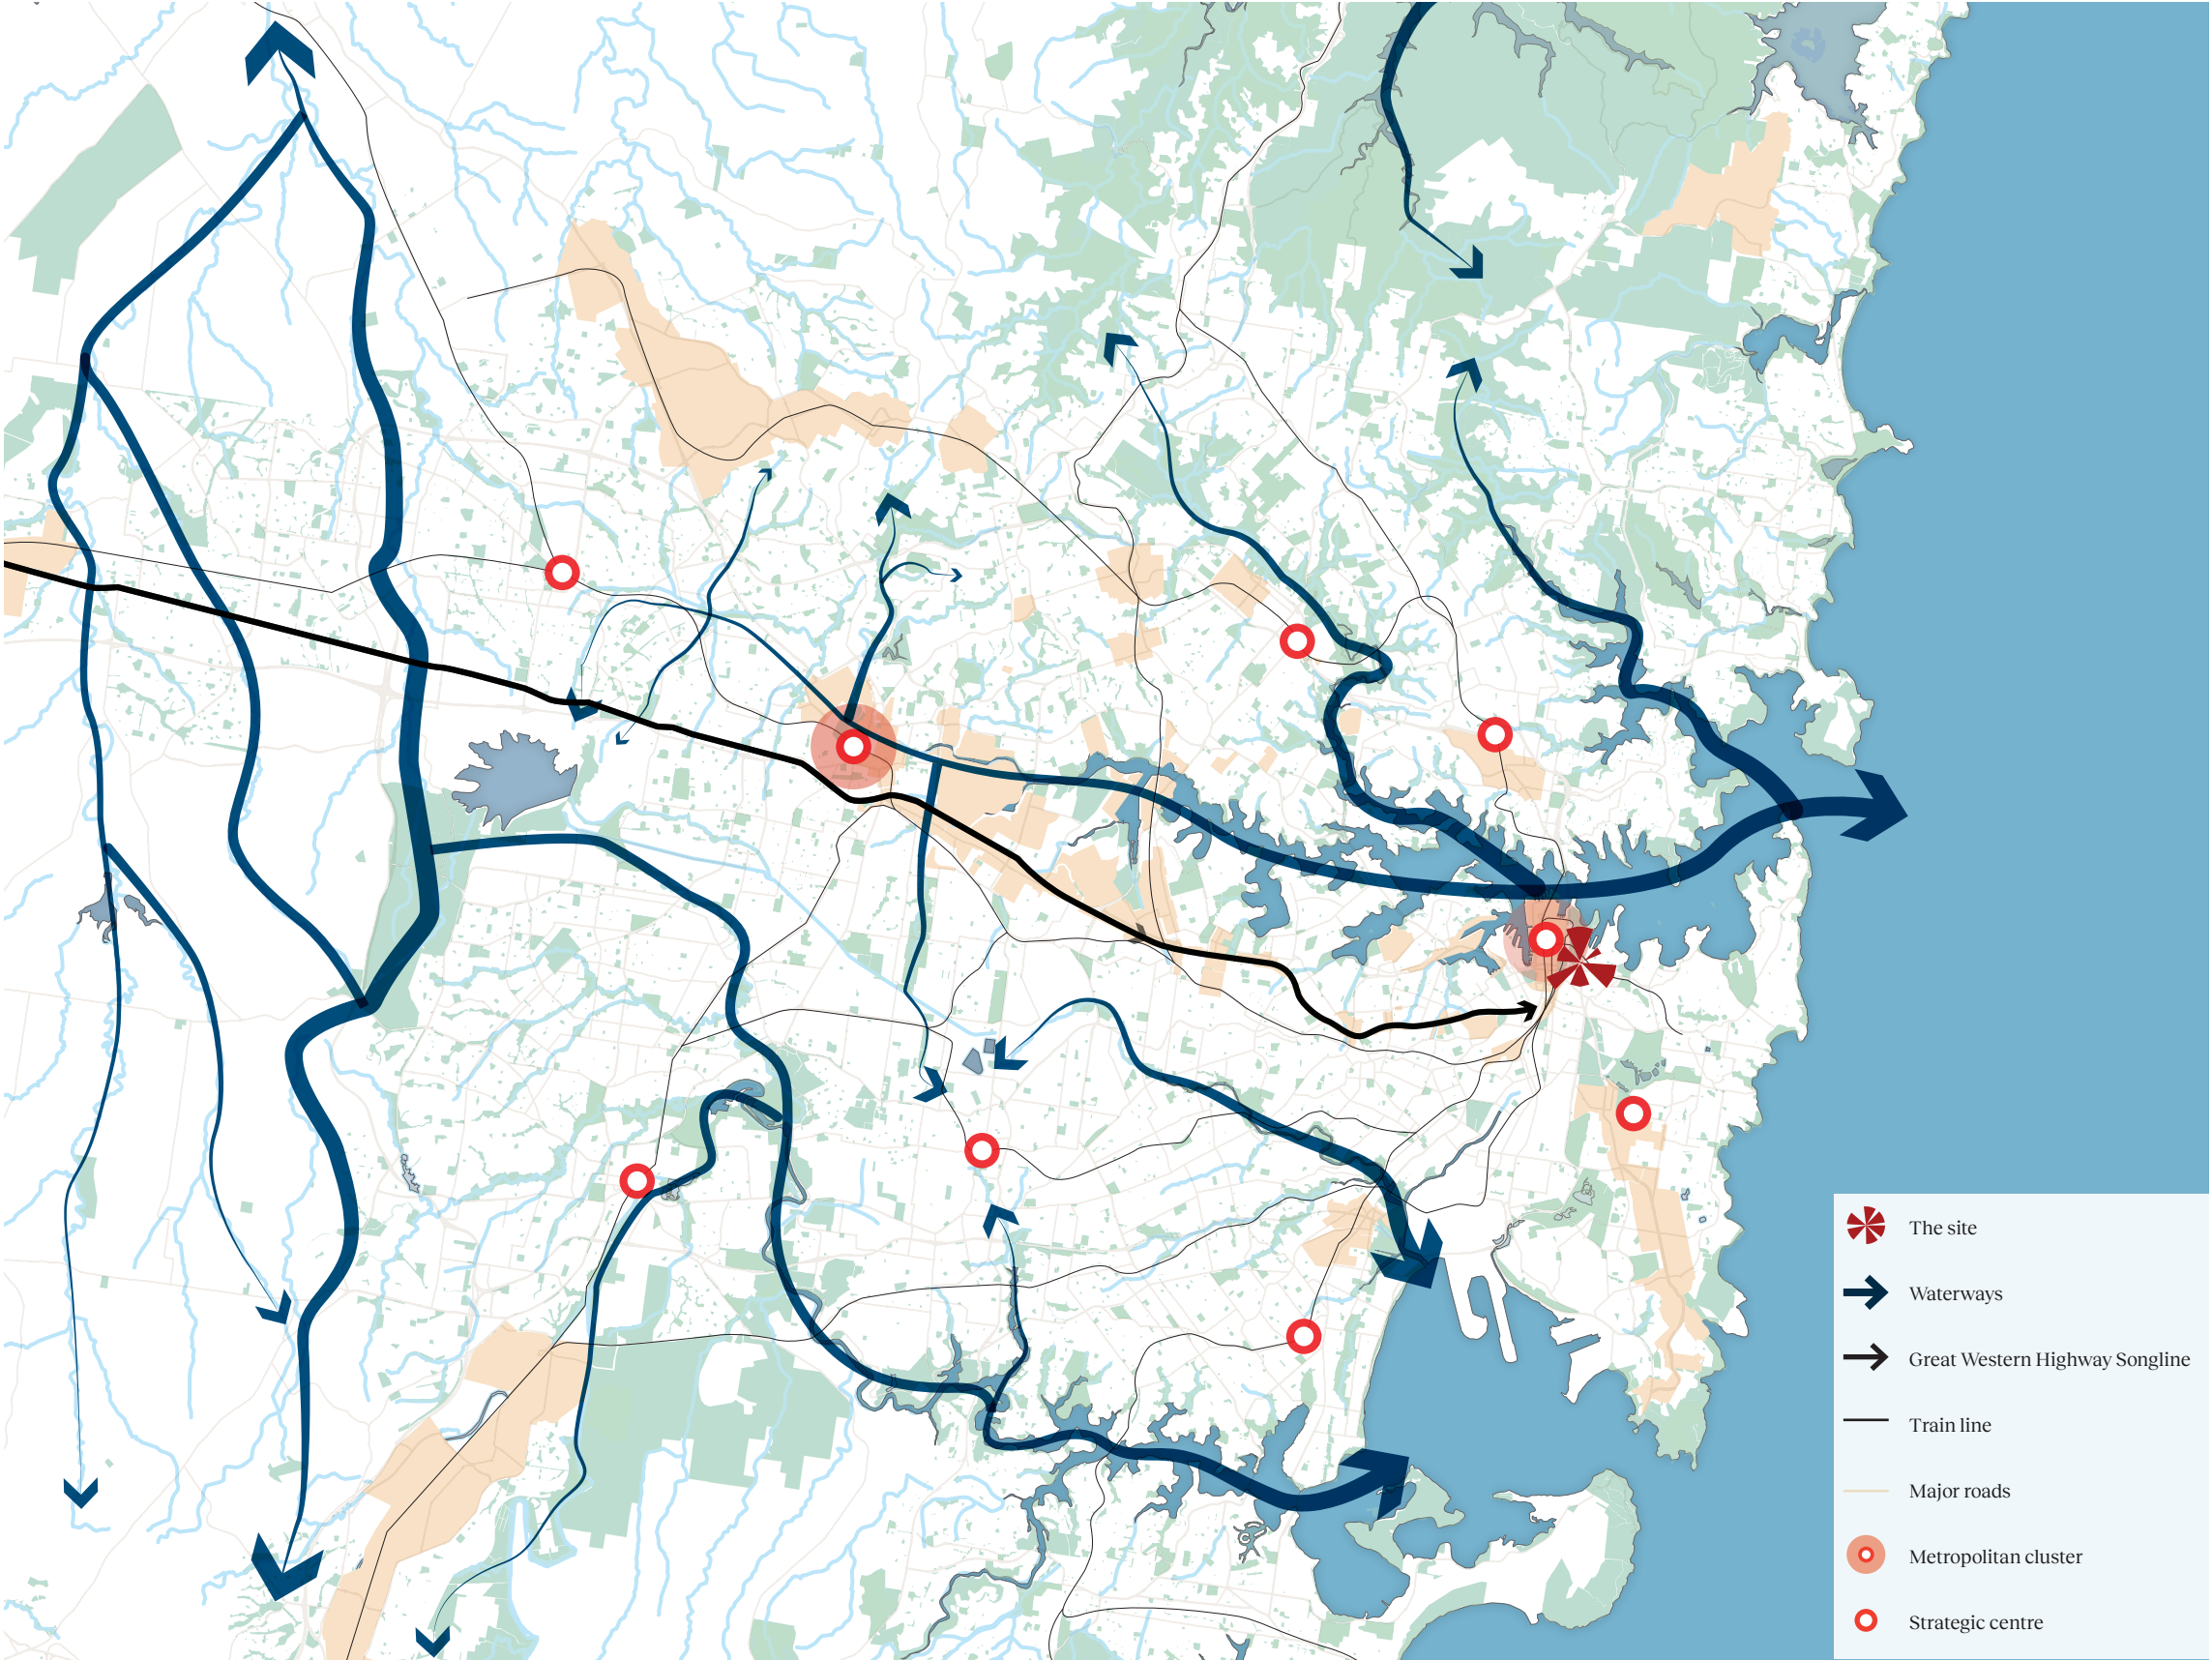 The site
Waterways
Great Western Highway Songline
Train line
Major roads
Metropolitan cluster
Strategic centre